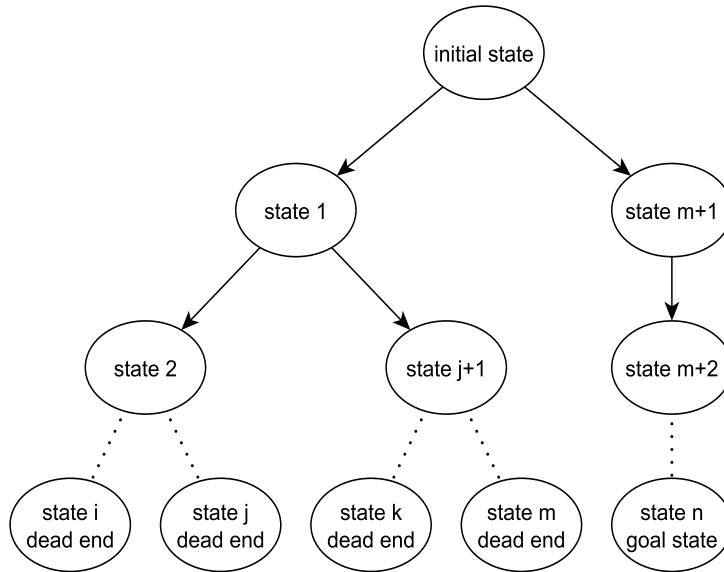 initial state
state 1
state m+1
state 2
state j+1
state m+2
state i
dead end
state j
dead end
state k
dead end
state m
dead end
state n
goal state